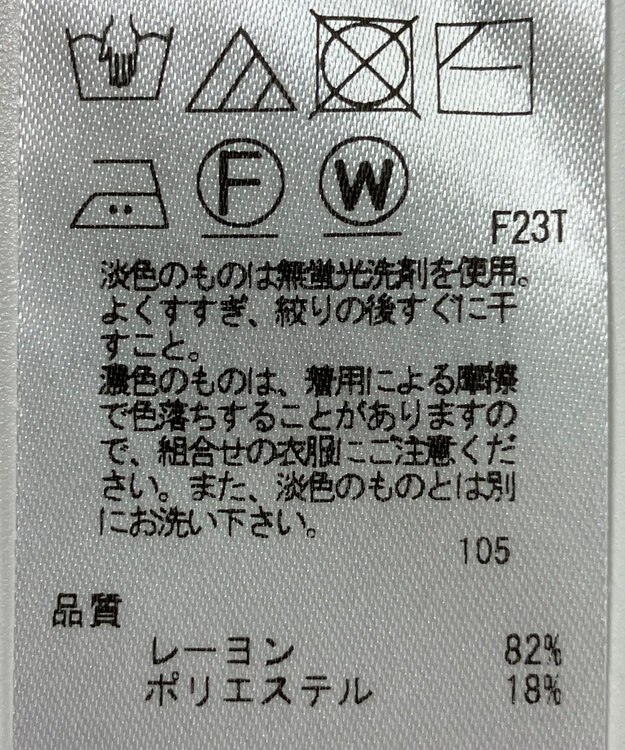 F
W
F23T
淡色のものは無蛍光洗剤を使用。
よくすすぎ、絞りの後すぐに干
すこと。
濃色のものは、着用による摩擦
で色落ちすることがありますの
で、組合せの衣服にご注意くだ
さい。また、淡色のものとは別
にお洗い下さい。
105
品質
レーヨン 82%
ポリエステル 18%